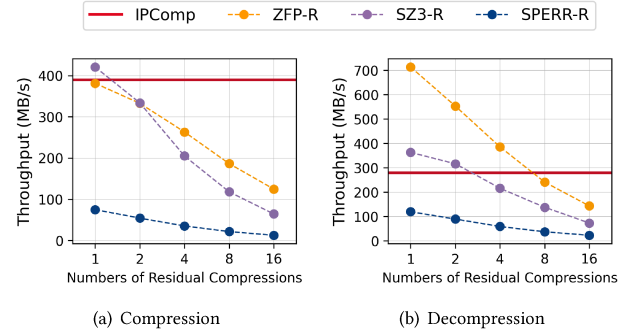 IPComp ZFP-R SZ3-R SPERR-R
Throughput (MB/s)
400
300
200
100
0
1 2 4 8 16
Numbers of Residual Compressions
(a) Compression
Throughput (MB/s)
700
600
500
400
300
200
100
0
1 2 4 8 16
Numbers of Residual Compressions
(b) Decompression